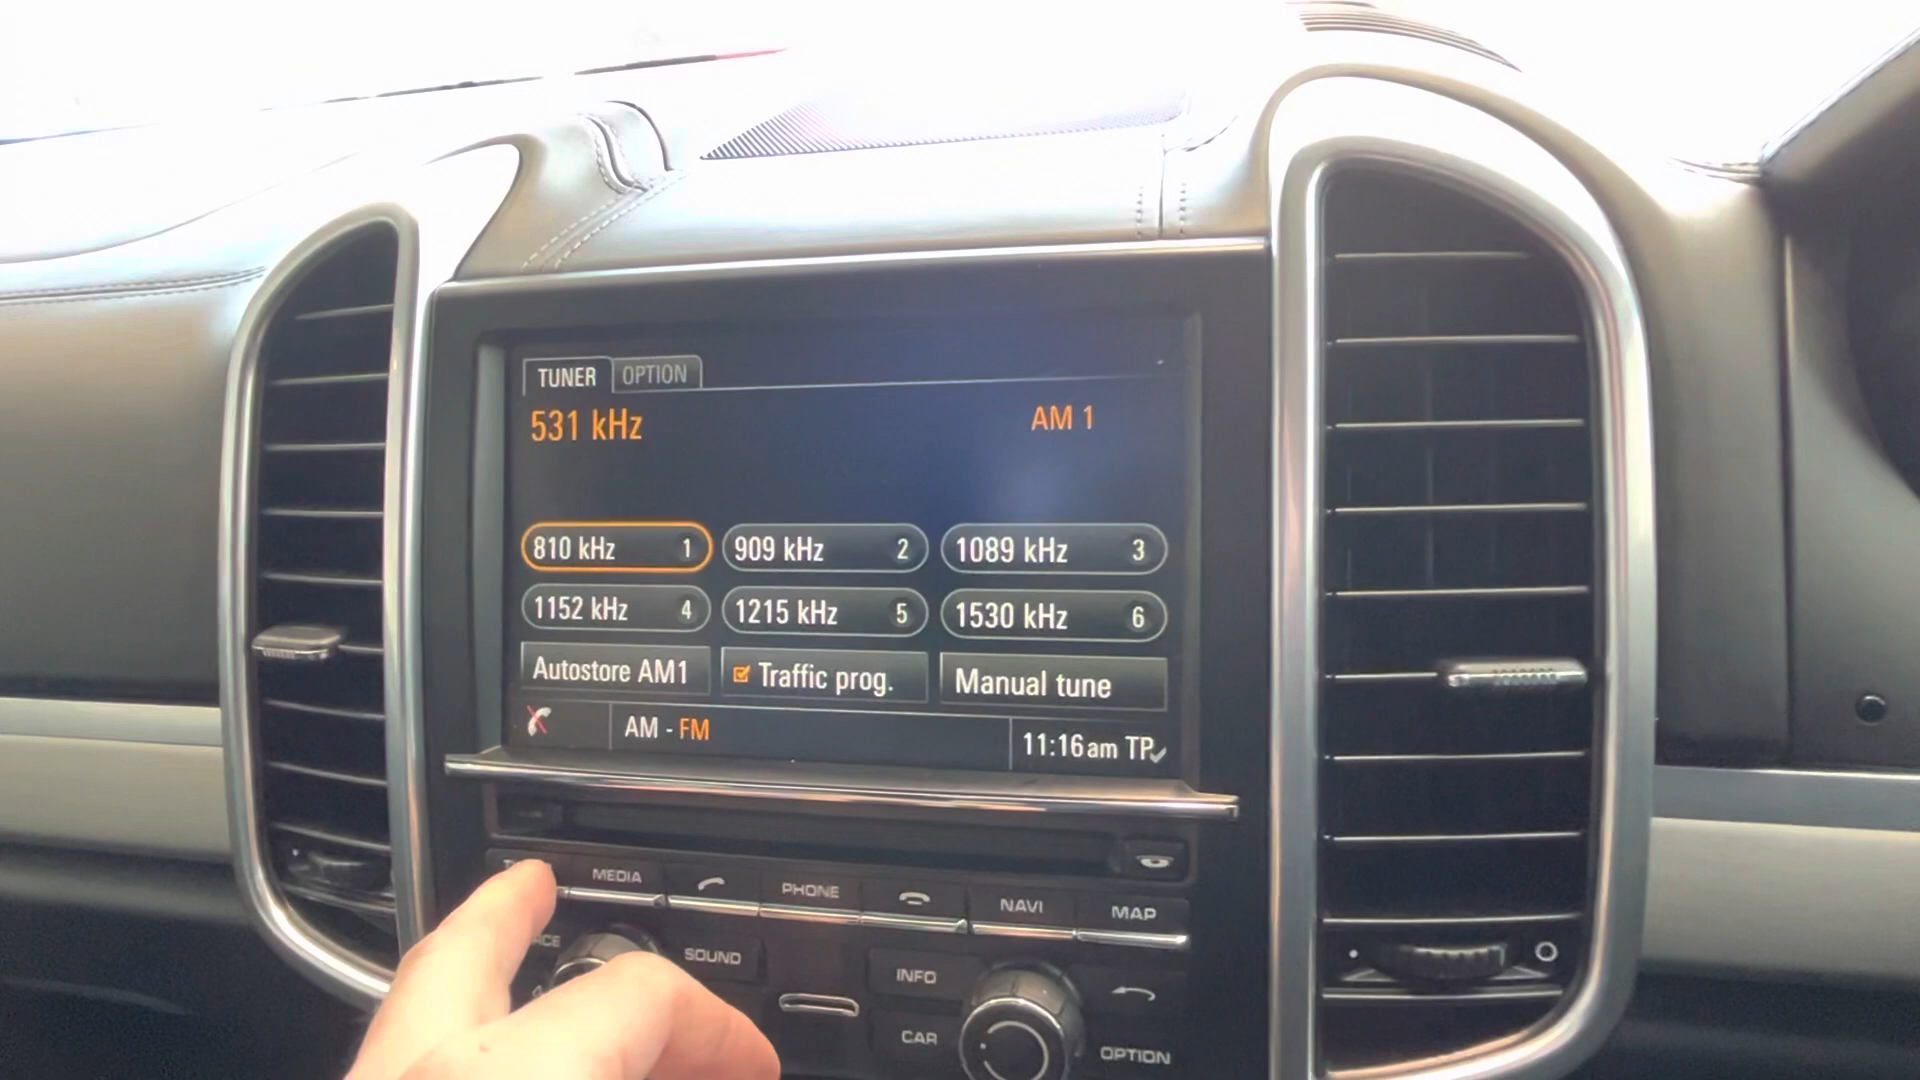 TUNER OPTION
531 kHz AM 1
810 kHz 1 909 kHz 2 1089 kHz 3
1152 kHz 4 1215 kHz 5 1530 kHz 6
Autostore AM1 Traffic prog. Manual tune
AM - FM 11:16am TP
MEDIA PHONE NAVI MAP
SOUND INFO
CAR OPTION